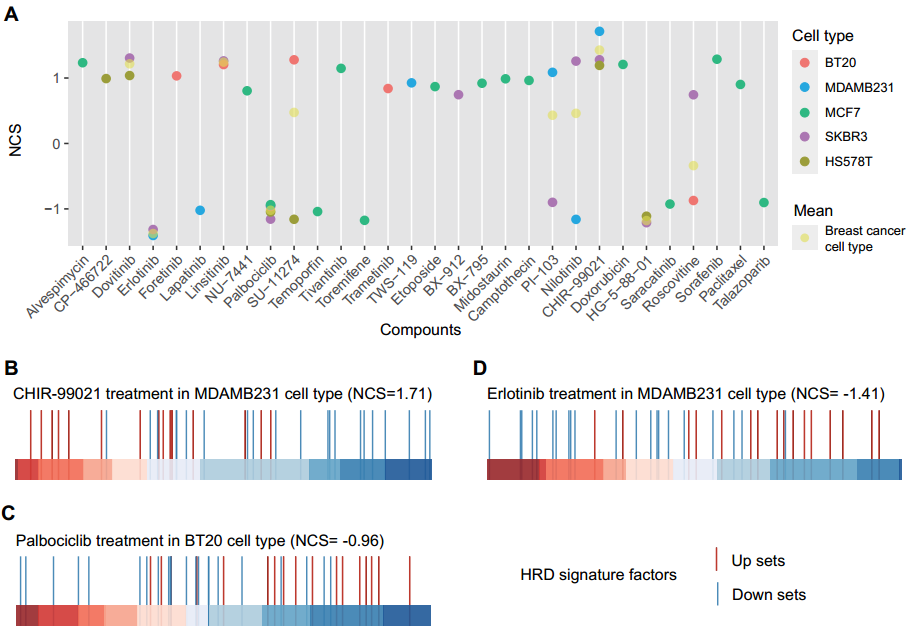 A
NCS
1
0
−1
Alvespimycin
CP−466722
Dovitinib
Erlotinib
Foretinib
Lapatinib
Linsitinib
NU−7441
Palbociclib
SU−11274
Temoporfin
Tivantinib
Toremifene
Trametinib
TWS−119
Etoposide
BX−912
BX−795
Midostaurin
Camptothecin
PI−103
Nilotinib
CHIR−99021
Doxorubicin
HG−5−88−01
Saracatinib
Roscovitine
Sorafenib
Paclitaxel
Talazoparib
Compounts
Cell type
BT20
MDAMB231
MCF7
SKBR3
HS578T
Mean
Breast cancer
cell type
B
CHIR-99021 treatment in MDAMB231 cell type (NCS=1.71)
D
Erlotinib treatment in MDAMB231 cell type (NCS= -1.41)
C
Palbociclib treatment in BT20 cell type (NCS= -0.96)
HRD signature factors
Up sets
Down sets